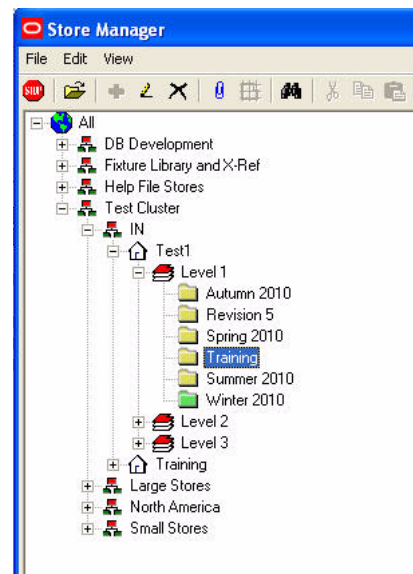 Store Manager
File Edit View
STOP
All
DB Development
Fixture Library and X-Ref
Help File Stores
Test Cluster
IN
Test1
Level 1
Autumn 2010
Revision 5
Spring 2010
Training
Summer 2010
Winter 2010
Level 2
Level 3
Training
Large Stores
North America
Small Stores